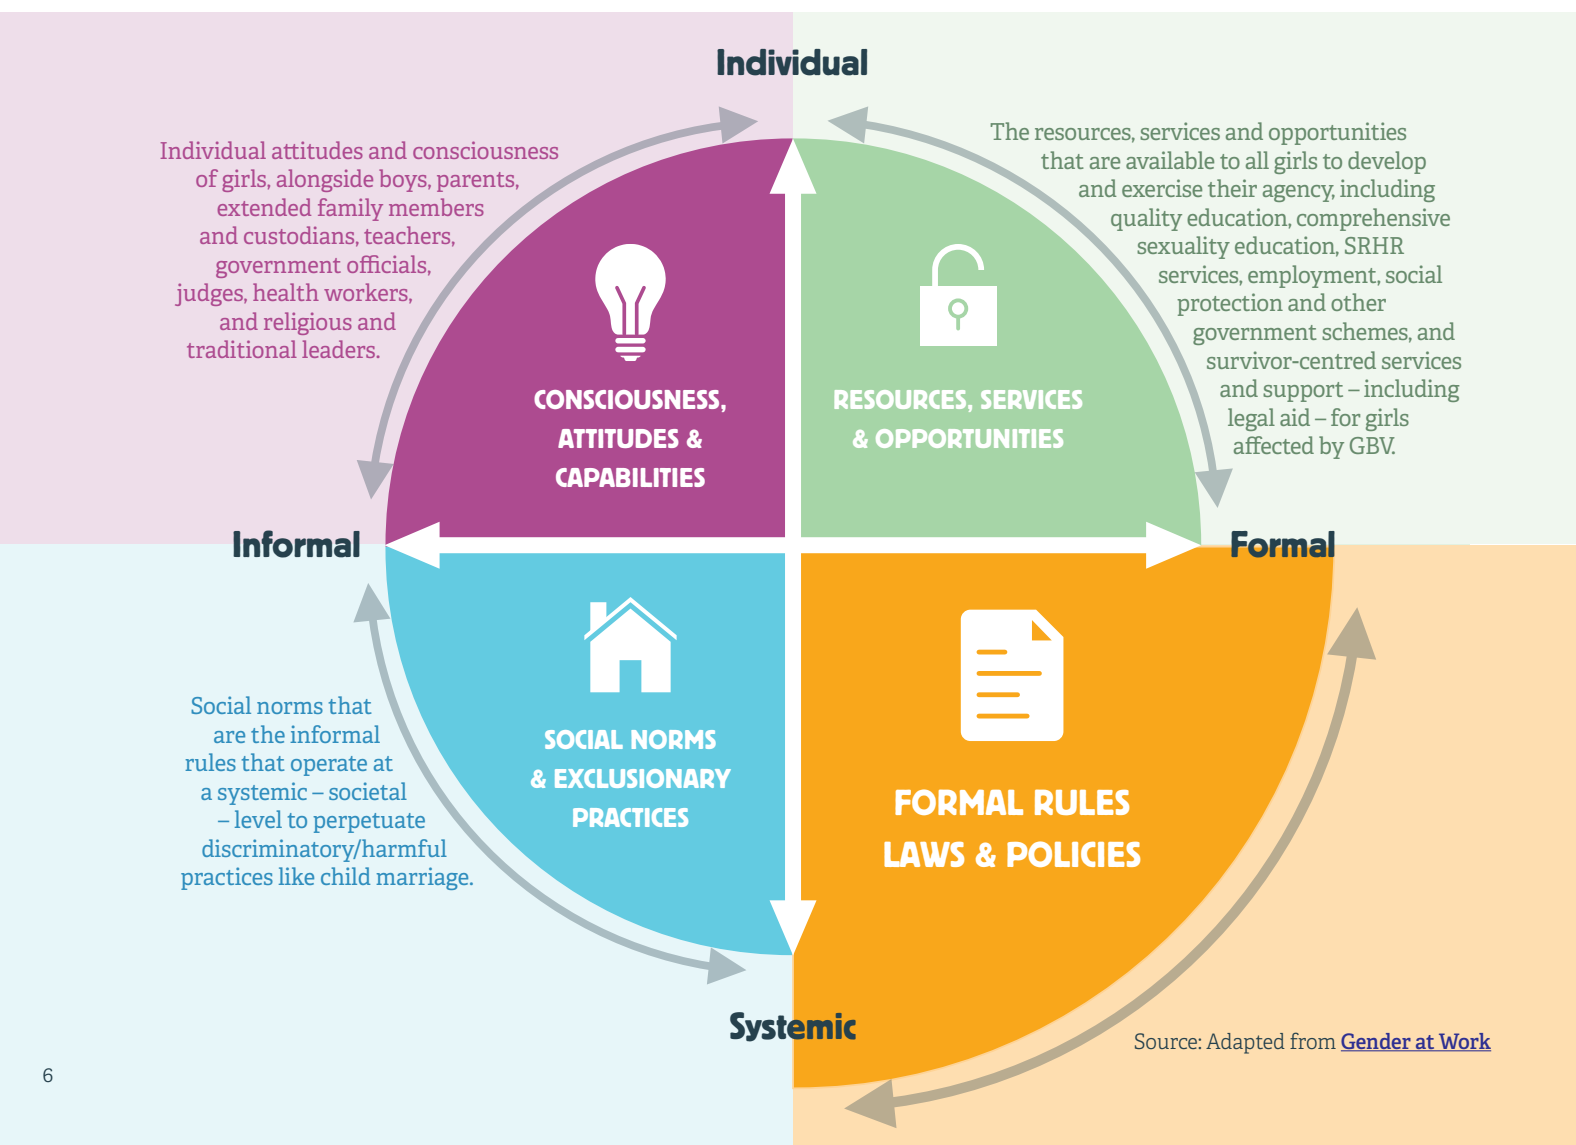 Individual
Individual attitudes and consciousness
of girls, alongside boys, parents,
extended family members
and custodians, teachers,
government officials,
judges, health workers,
and religious and
traditional leaders.
The resources, services and opportunities
that are available to all girls to develop
and exercise their agency, including
quality education, comprehensive
sexuality education, SRHR
services, employment, social
protection and other
government schemes, and
survivor-centred services
and support – including
legal aid – for girls
affected by GBV.
CONSCIOUSNESS,
ATTITUDES &
CAPABILITIES
RESOURCES, SERVICES
& OPPORTUNITIES
Informal
Formal
Social norms that
are the informal
rules that operate at
a systemic – societal
– level to perpetuate
discriminatory/harmful
practices like child marriage.
SOCIAL NORMS
& EXCLUSIONARY
PRACTICES
FORMAL RULES
LAWS & POLICIES
Systemic
Source: Adapted from Gender at Work
6